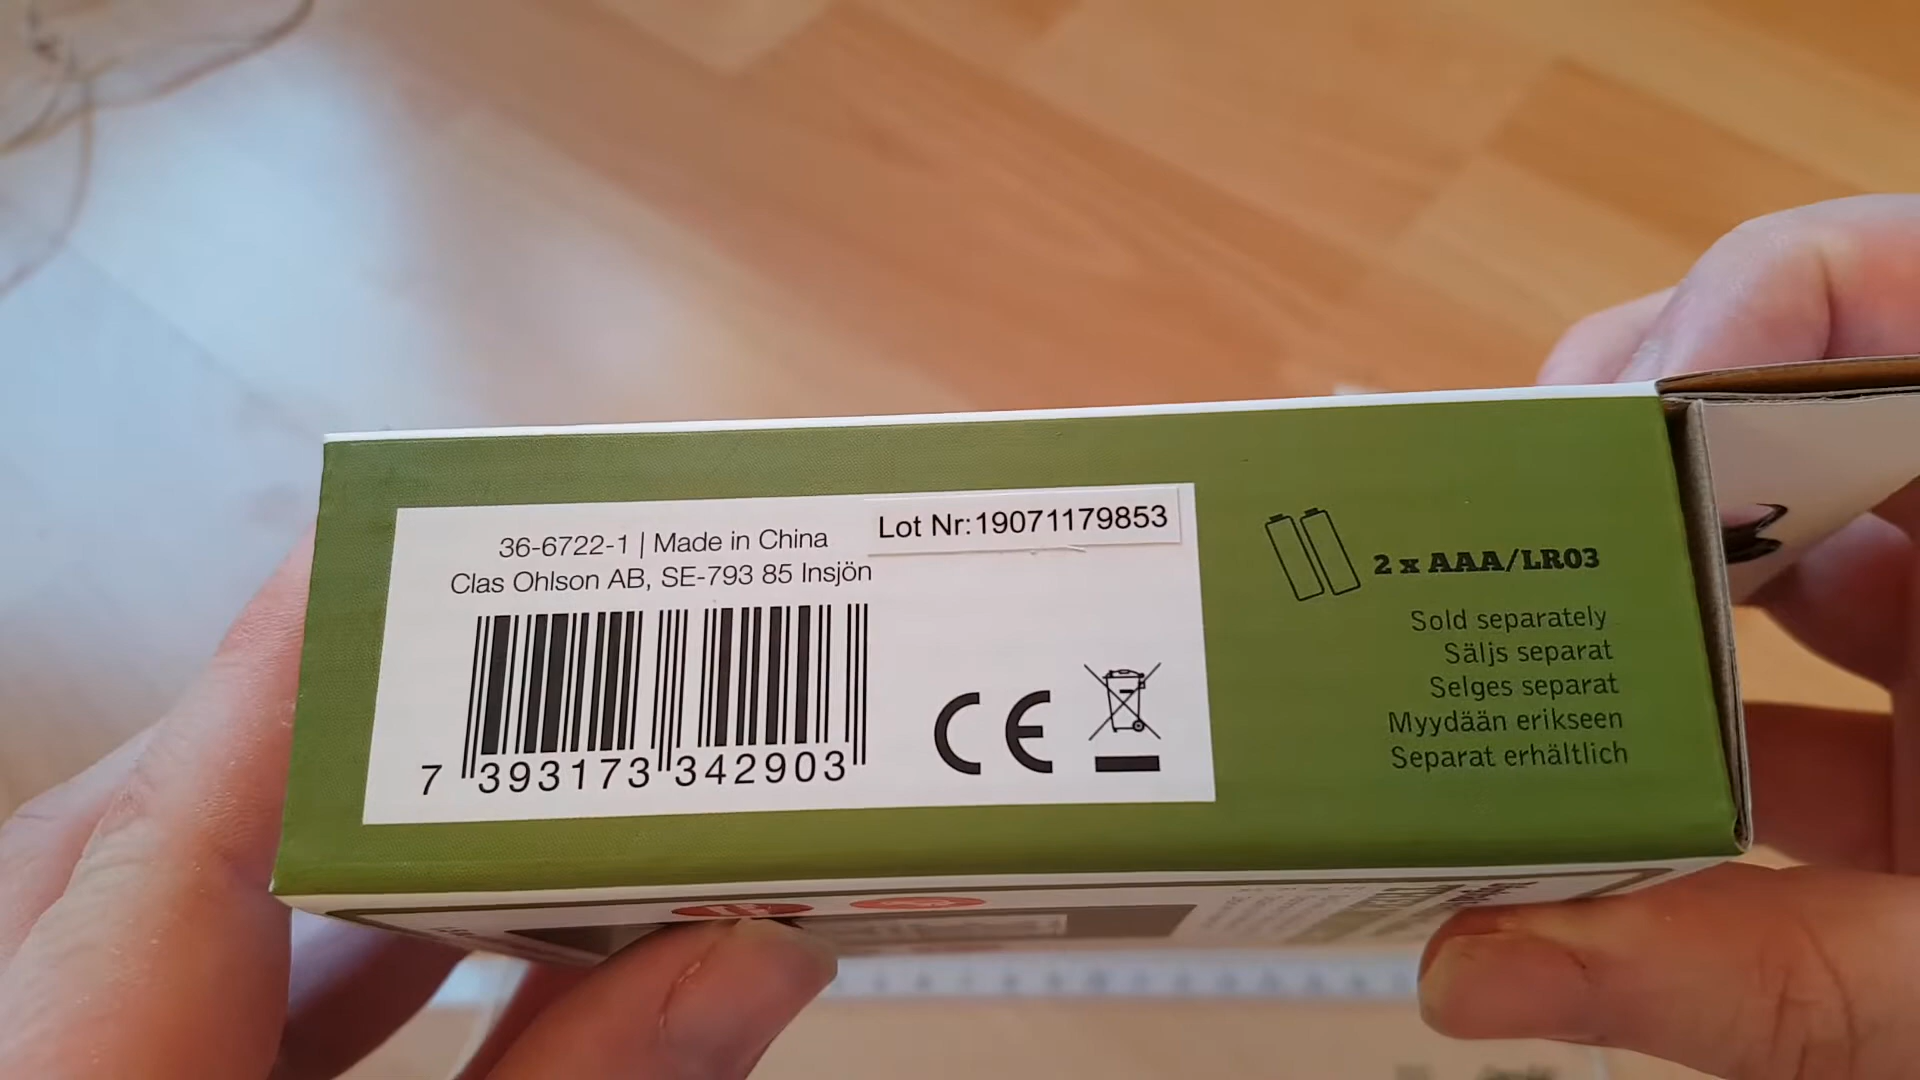 36-6722-1 | Made in China
Clas Ohlson AB, SE-793 85 Insjön
Lot Nr:19071179853
7 393173 342903
CE
2 x AAA/LR03
Sold separately
Säljs separat
Selges separat
Myydään erikseen
Separat erhältlich